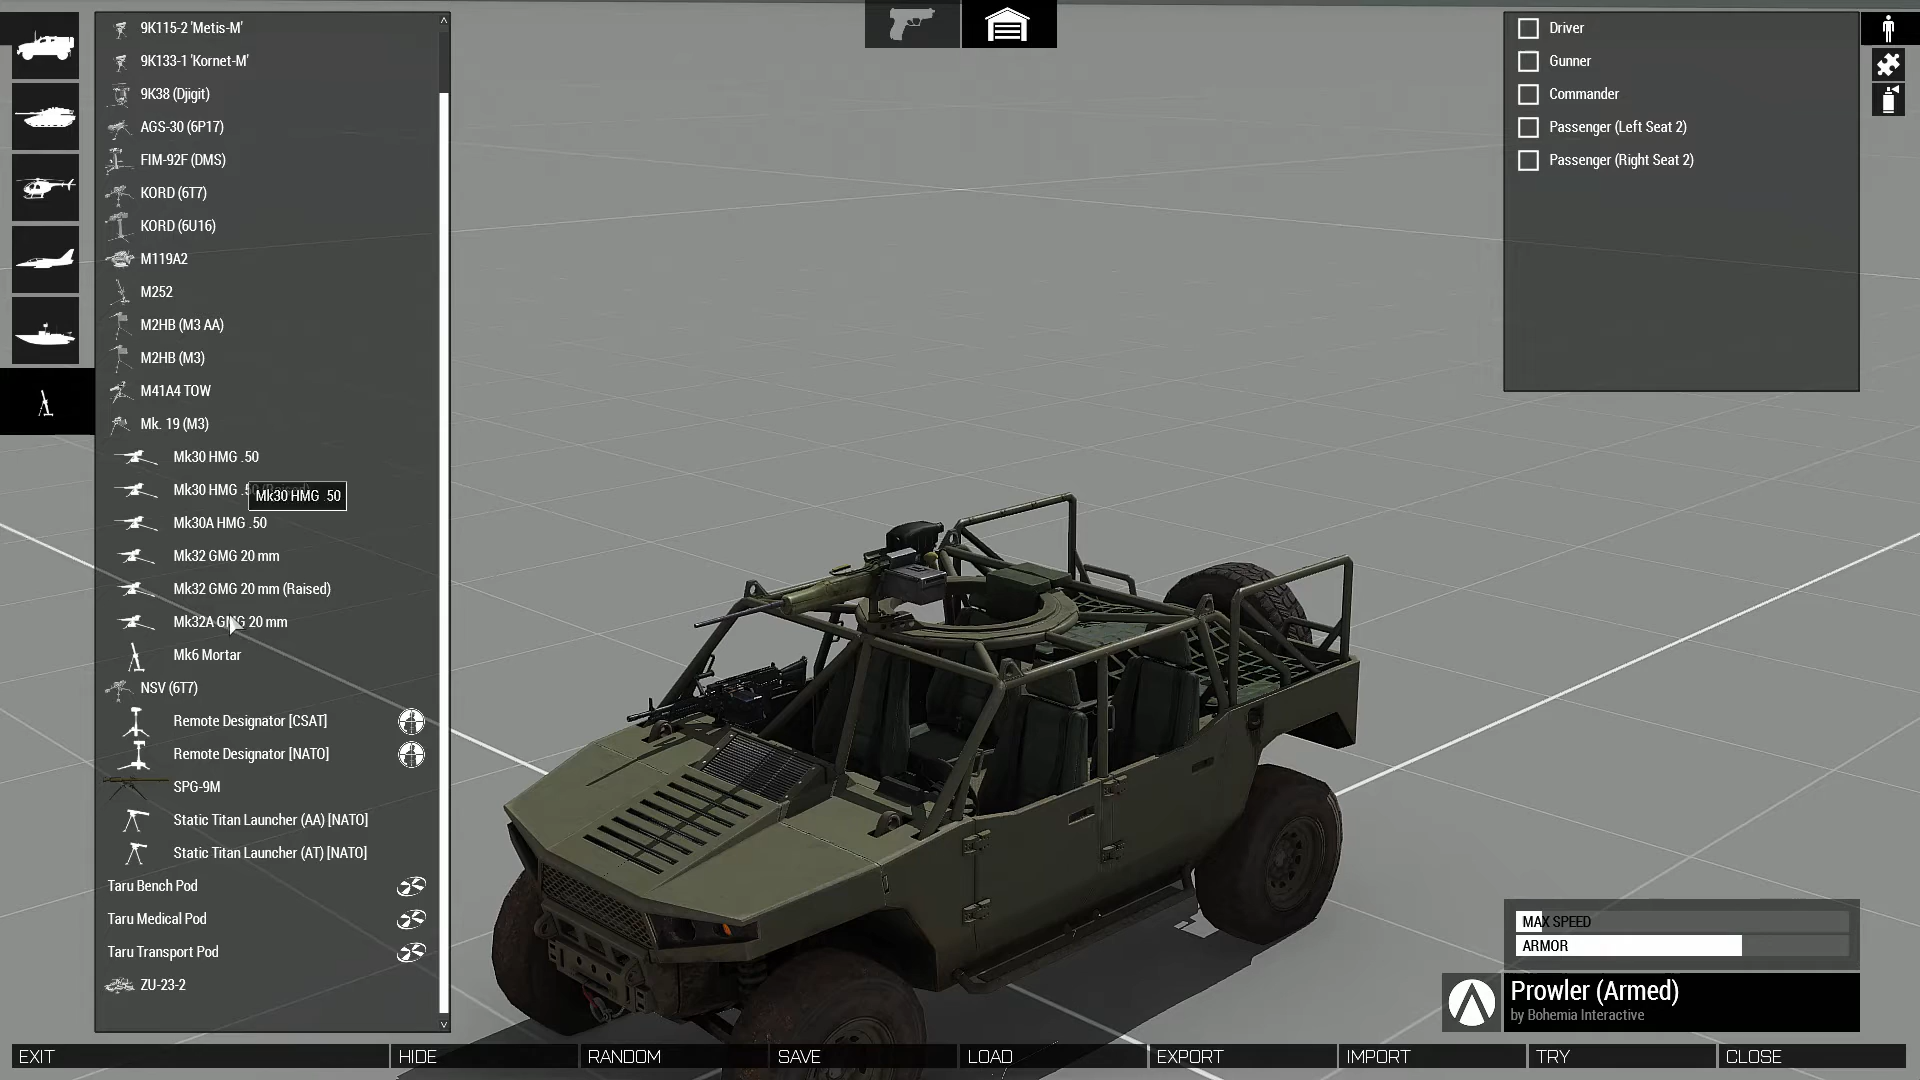 9K115-2 'Metis-M'
9K133-1 'Kornet-M'
9K38 (Djigit)
AGS-30 (6P17)
FIM-92F (DMS)
KORD (6T7)
KORD (6U16)
M119A2
M252
M2HB (M3 AA)
M2HB (M3)
M41A4 TOW
Mk. 19 (M3)
Mk30 HMG .50
Mk30 HMG .50 (Raised)
Mk30 HMG .50
Mk30A HMG .50
Mk32 GMG 20 mm
Mk32 GMG 20 mm (Raised)
Mk32A GMG 20 mm
Mk6 Mortar
NSV (6T7)
Remote Designator [CSAT]
Remote Designator [NATO]
SPG-9M
Static Titan Launcher (AA) [NATO]
Static Titan Launcher (AT) [NATO]
Taru Bench Pod
Taru Medical Pod
Taru Transport Pod
ZU-23-2
Driver
Gunner
Commander
Passenger (Left Seat 2)
Passenger (Right Seat 2)
MAX SPEED
ARMOR
Prowler (Armed)
by Bohemia Interactive
EXIT
HIDE
RANDOM
SAVE
LOAD
EXPORT
IMPORT
TRY
CLOSE